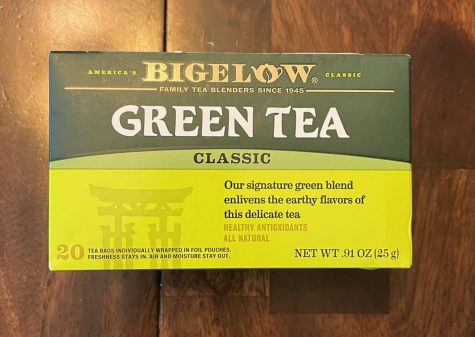 AMERICA'S BIGELOW® CLASSIC
FAMILY TEA BLENDERS SINCE 1945
GREEN TEA
CLASSIC
Our signature green blend
enlivens the earthy flavors of
this delicate tea
HEALTHY ANTIOXIDANTS
ALL NATURAL
20 TEA BAGS INDIVIDUALLY WRAPPED IN FOIL POUCHES.
FRESHNESS STAYS IN. AIR AND MOISTURE STAY OUT.
NET WT .91 OZ (25 g)